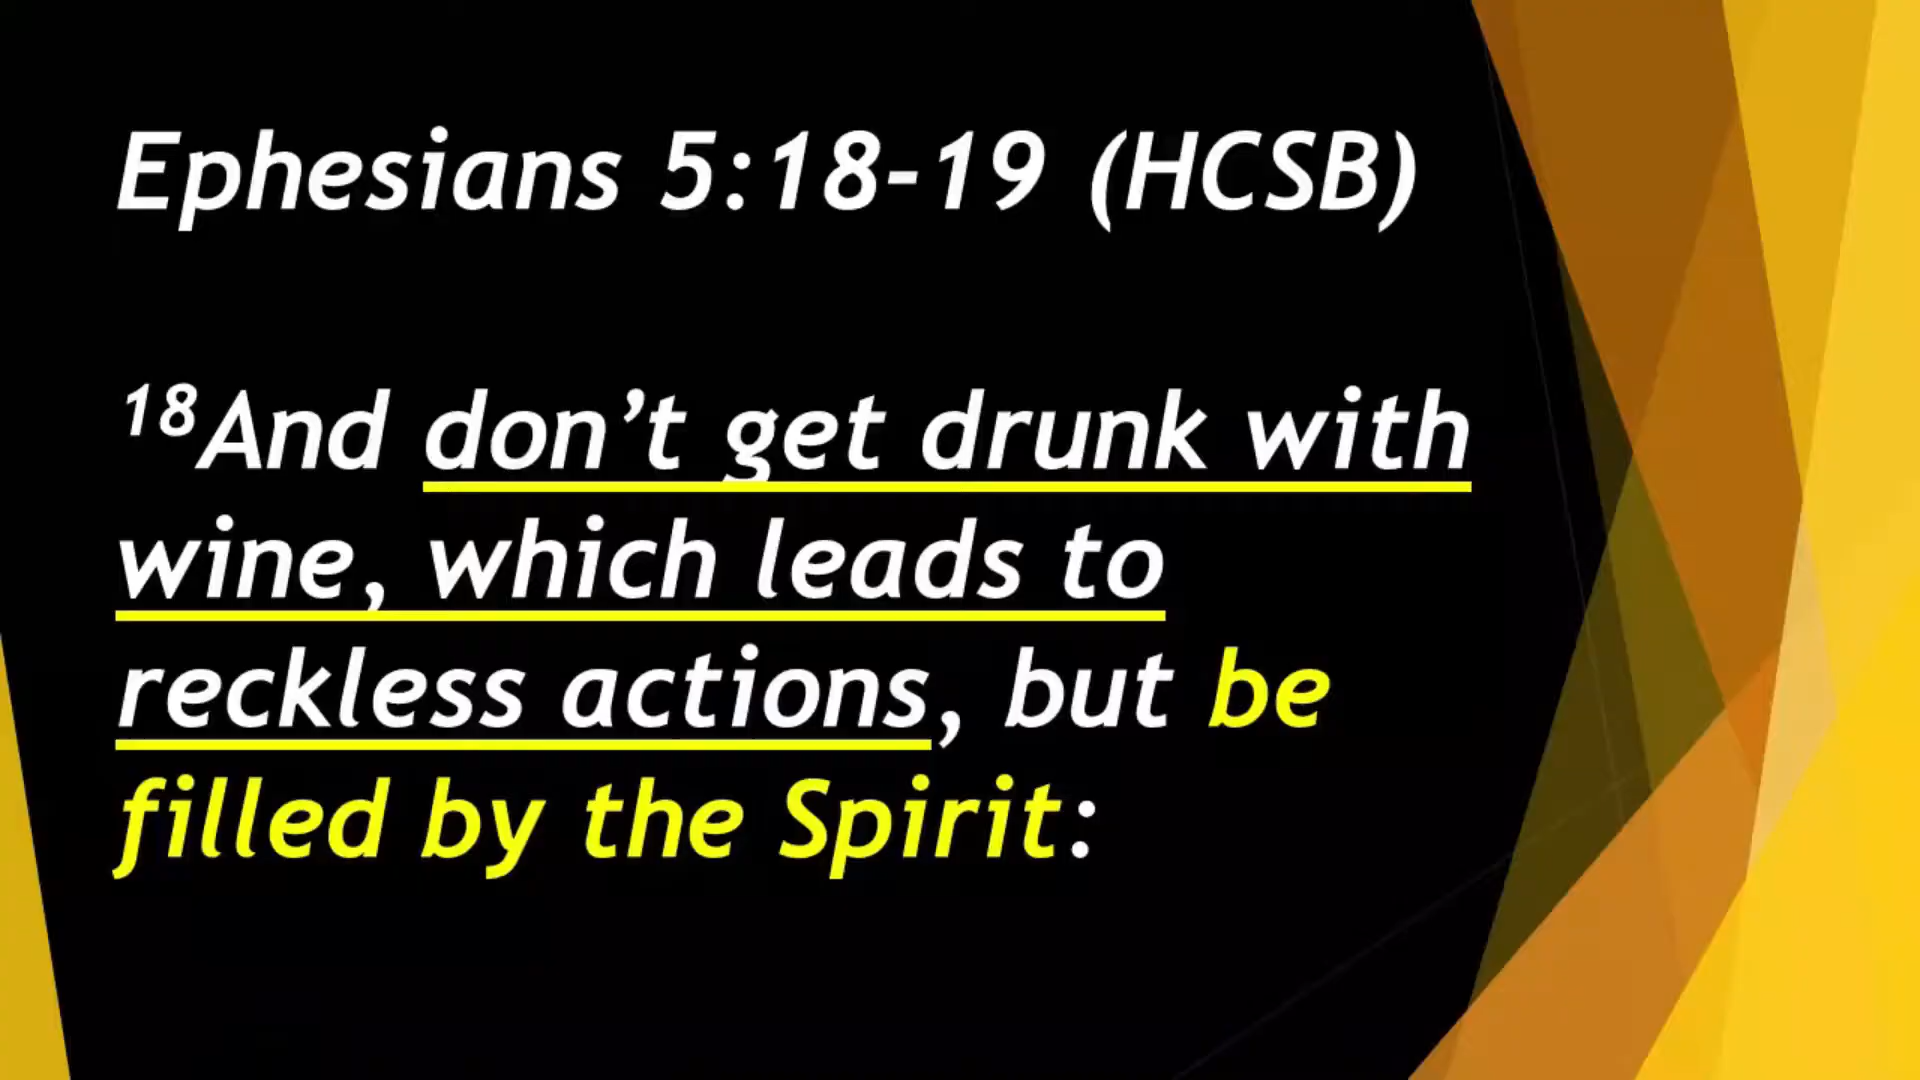 Ephesians 5:18-19 (HCSB)
18And don’t get drunk with
wine, which leads to
reckless actions, but be
filled by the Spirit: